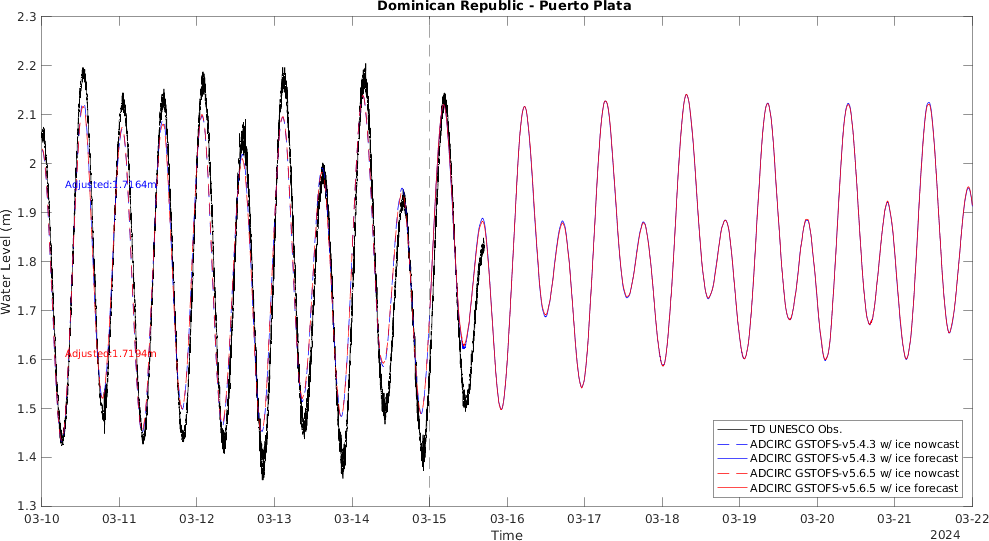 Dominican Republic - Puerto Plata
2.3
2.2
2.1
2
1.9
1.8
1.7
1.6
1.5
1.4
1.3
Water Level (m)
Adjusted:1.7164m
Adjusted:1.7194m
TD UNESCO Obs.
ADCIRC GSTOFS-v5.4.3 w/ ice nowcast
ADCIRC GSTOFS-v5.4.3 w/ ice forecast
ADCIRC GSTOFS-v5.6.5 w/ ice nowcast
ADCIRC GSTOFS-v5.6.5 w/ ice forecast
03-10 03-11 03-12 03-13 03-14 03-15 03-16 03-17 03-18 03-19 03-20 03-21 03-22
Time
2024